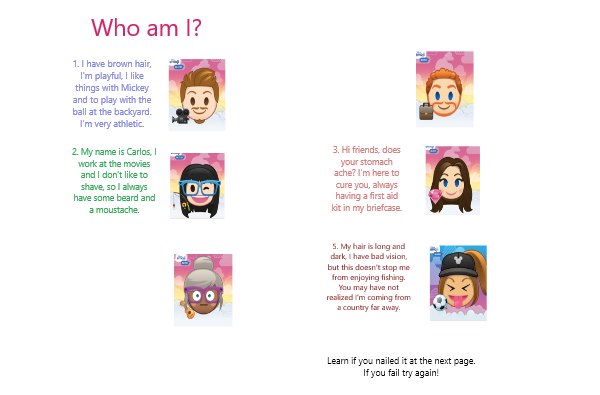 Who am I?
1. I have brown hair,
I'm playful, I like
things with Mickey
and to play with the
ball at the backyard.
I'm very athletic.
2. My name is Carlos, I
work at the movies
and I don't like to
shave, so I always
have some beard and
a moustache.
3. Hi friends, does
your stomach
ache? I'm here to
cure you, always
having a first aid
kit in my briefcase.
5. My hair is long and
dark, I have bad vision,
but this doesn't stop me
from enjoying fishing.
You may have not
realized I'm coming from
a country far away.
Learn if you nailed it at the next page.
If you fail try again!